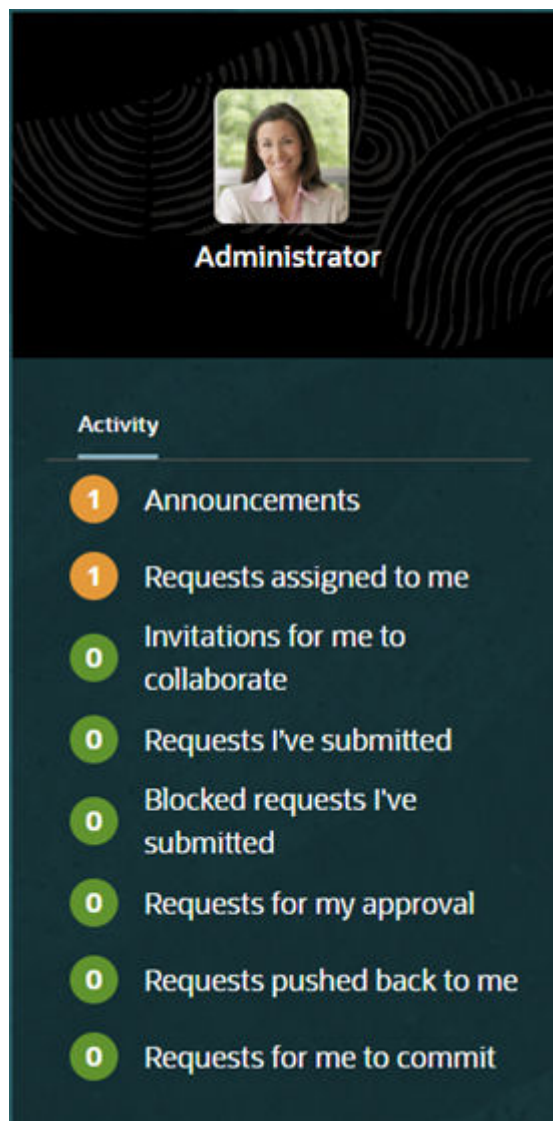 Administrator
Activity
1 Announcements
1 Requests assigned to me
0 Invitations for me to
collaborate
0 Requests I've submitted
0 Blocked requests I've
submitted
0 Requests for my approval
0 Requests pushed back to me
0 Requests for me to commit